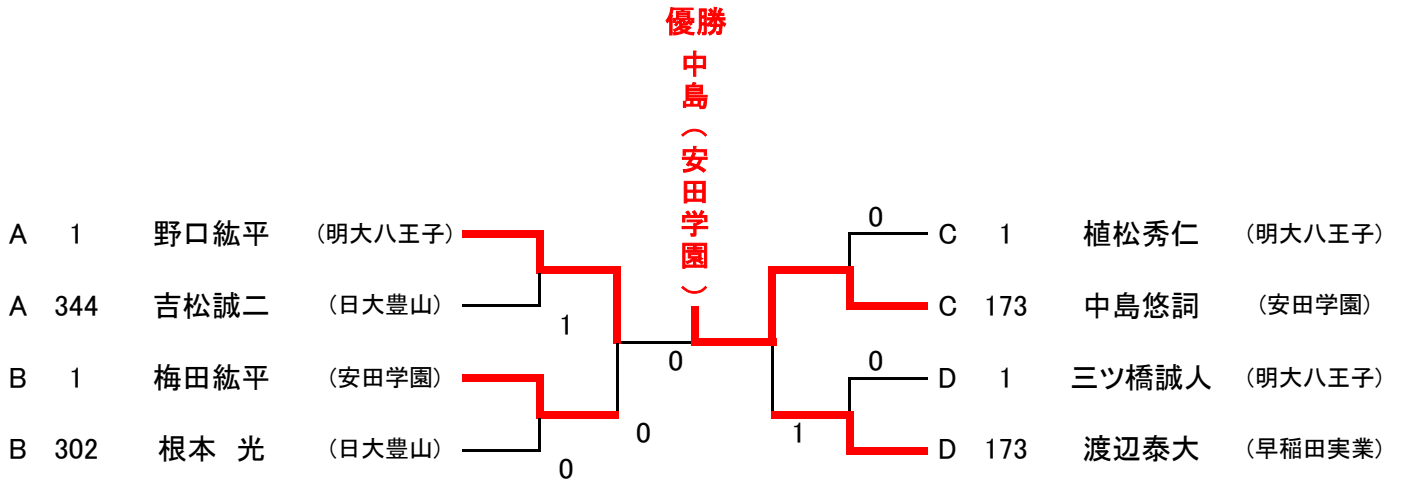 優勝
中島（安田学園）
0
A 1 野口紘平 （明大八王子） C 1 植松秀仁 （明大八王子）
A 344 吉松誠二 （日大豊山） C 173 中島悠詞 （安田学園）
1
0 0
B 1 梅田紘平 （安田学園） D 1 三ツ橋誠人 （明大八王子）
0 1
B 302 根本 光 （日大豊山） D 173 渡辺泰大 （早稲田実業）
0